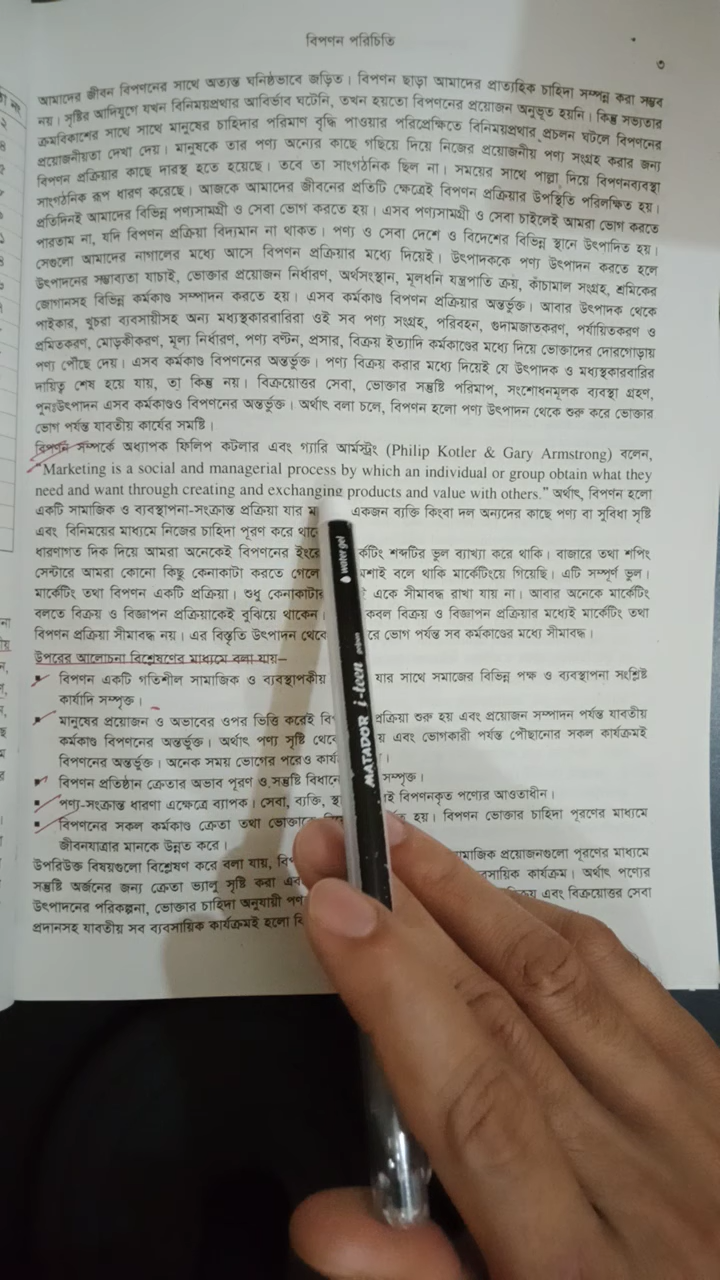 বিপণন পরিচিতি
৩
আমাদের জীবন বিপণনের সাথে অত্যন্ত ঘনিষ্ঠভাবে জড়িত। বিপণন ছাড়া আমাদের প্রাত্যহিক চাহিদা সম্পন্ন করা সম্ভব
নয়। সৃষ্টির আদিযুগে যখন বিনিময়প্রথার আবির্ভাব ঘটেনি, তখন হয়তো বিপণনের প্রয়োজন অনুভূত হয়নি। কিন্তু সভ্যতার
ক্রমবিকাশের সাথে সাথে মানুষের চাহিদার পরিমাণ বৃদ্ধি পাওয়ার পরিপ্রেক্ষিতে বিনিময়প্রথার প্রচলন ঘটলে বিপণনের
প্রয়োজনীয়তা দেখা দেয়। মানুষকে তার পণ্য অন্যের কাছে গছিয়ে দিয়ে নিজের প্রয়োজনীয় পণ্য সংগ্রহ করার জন্য
বিপণন প্রক্রিয়ার কাছে দারস্থ হতে হয়েছে। তবে তা সাংগঠনিক ছিল না। সময়ের সাথে পাল্লা দিয়ে বিপণনব্যবস্থা
সাংগঠনিক রূপ ধারণ করেছে। আজকে আমাদের জীবনের প্রতিটি ক্ষেত্রেই বিপণন প্রক্রিয়ার উপস্থিতি পরিলক্ষিত হয়।
প্রতিদিনই আমাদের বিভিন্ন পণ্যসামগ্রী ও সেবা ভোগ করতে হয়। এসব পণ্যসামগ্রী ও সেবা চাইলেই আমরা ভোগ করতে
পারতাম না, যদি বিপণন প্রক্রিয়া বিদ্যমান না থাকত। পণ্য ও সেবা দেশে ও বিদেশের বিভিন্ন স্থানে উৎপাদিত হয়।
সেগুলো আমাদের নাগালের মধ্যে আসে বিপণন প্রক্রিয়ার মধ্যে দিয়েই। উৎপাদককে পণ্য উৎপাদন করতে হলে
উৎপাদনের সম্ভাব্যতা যাচাই, ভোক্তার প্রয়োজন নির্ধারণ, অর্থসংস্থান, মূলধনি যন্ত্রপাতি ক্রয়, কাঁচামাল সংগ্রহ, শ্রমিকের
জোগানসহ বিভিন্ন কর্মকাণ্ড সম্পাদন করতে হয়। এসব কর্মকাণ্ড বিপণন প্রক্রিয়ার অন্তর্ভুক্ত। আবার উৎপাদক থেকে
পাইকার, খুচরা ব্যবসায়ীসহ অন্য মধ্যস্থকারবারিরা ওই সব পণ্য সংগ্রহ, পরিবহন, গুদামজাতকরণ, পর্যায়িতকরণ ও
প্রমিতকরণ, মোড়কীকরণ, মূল্য নির্ধারণ, পণ্য বণ্টন, প্রসার, বিক্রয় ইত্যাদি কর্মকাণ্ডের মধ্যে দিয়ে ভোক্তাদের দোরগোড়ায়
পণ্য পৌঁছে দেয়। এসব কর্মকাণ্ড বিপণনের অন্তর্ভুক্ত। পণ্য বিক্রয় করার মধ্যে দিয়েই যে উৎপাদক ও মধ্যস্থকারবারির
দায়িত্ব শেষ হয়ে যায়, তা কিন্তু নয়। বিক্রয়োত্তর সেবা, ভোক্তার সন্তুষ্টি পরিমাপ, সংশোধনমূলক ব্যবস্থা গ্রহণ,
পুনঃউৎপাদন এসব কর্মকাণ্ডও বিপণনের অন্তর্ভুক্ত। অর্থাৎ বলা চলে, বিপণন হলো পণ্য উৎপাদন থেকে শুরু করে ভোক্তার
ভোগ পর্যন্ত যাবতীয় কার্যের সমষ্টি।
বিপণন সম্পর্কে অধ্যাপক ফিলিপ কটলার এবং গ্যারি আর্মস্ট্রং (Philip Kotler & Gary Armstrong) বলেন,
"Marketing is a social and managerial process by which an individual or group obtain what they
need and want through creating and exchanging products and value with others." অর্থাৎ, বিপণন হলো
একটি সামাজিক ও ব্যবস্থাপনা-সংক্রান্ত প্রক্রিয়া যার একজন ব্যক্তি কিংবা দল অন্যদের কাছে পণ্য বা সুবিধা সৃষ্টি
এবং বিনিময়ের মাধ্যমে নিজের চাহিদা পূরণ করে
ধারণাগত দিক দিয়ে আমরা অনেকেই বিপণনের র্কেটিং শব্দটির ভুল ব্যাখ্যা করে থাকি। বাজারে তথা শপিং
সেন্টারে আমরা কোনো কিছু কেনাকাটা করতে গেলে শাই বলে থাকি মার্কেটিংয়ে গিয়েছি। এটি সম্পূর্ণ ভুল।
মার্কেটিং তথা বিপণন একটি প্রক্রিয়া। শুধু কেনাকাটার ই একে সীমাবদ্ধ রাখা যায় না। আবার অনেকে মার্কেটিং
বলতে বিক্রয় ও বিজ্ঞাপন প্রক্রিয়াকেই বুঝিয়ে থাকেন। কেবল বিক্রয় ও বিজ্ঞাপন প্রক্রিয়ার মধ্যেই মার্কেটিং তথা
বিপণন প্রক্রিয়া সীমাবদ্ধ নয়। এর বিস্তৃতি উৎপাদন থেকে রে ভোগ পর্যন্ত সব কর্মকাণ্ডের মধ্যে সীমাবদ্ধ।
উপরের আলোচনা বিশ্লেষণের মাধ্যমে বলা যায়–
বিপণন একটি গতিশীল সামাজিক ও ব্যবস্থাপকীয় যার সাথে সমাজের বিভিন্ন পক্ষ ও ব্যবস্থাপনা সংশ্লিষ্ট
কার্যাদি সম্পৃক্ত।
মানুষের প্রয়োজন ও অভাবের ওপর ভিত্তি করেই প্রক্রিয়া শুরু হয় এবং প্রয়োজন সম্পাদন পর্যন্ত যাবতীয়
কর্মকাণ্ড বিপণনের অন্তর্ভুক্ত। অর্থাৎ পণ্য সৃষ্টি থেকে এবং ভোগকারী পর্যন্ত পৌছানোর সকল কার্যক্রমই
বিপণনের অন্তর্ভুক্ত। অনেক সময় ভোগের পরেও
বিপণন প্রতিষ্ঠান ক্রেতার অভাব পূরণ ও সন্তুষ্টি বিধানে সম্পৃক্ত।
পণ্য-সংক্রান্ত ধারণা এক্ষেত্রে ব্যাপক। সেবা, ব্যক্তি, ই বিপণনকৃত পণ্যের আওতাধীন।
বিপণনের সকল কর্মকাণ্ড ক্রেতা তথা হয়। বিপণন ভোক্তার চাহিদা পূরণের মাধ্যমে
জীবনযাত্রার মানকে উন্নত করে।
উপরিউক্ত বিষয়গুলো বিশ্লেষণ করে বলা যায়, মাজিক প্রয়োজনগুলো পূরণের মাধ্যমে
সন্তুষ্টি অর্জনের জন্য ক্রেতা ভ্যালু সৃষ্টি করা কার্যক্রম। অর্থাৎ পণ্যের
উৎপাদনের পরিকল্পনা, ভোক্তার চাহিদা অনুযায়ী এবং বিক্রয়োত্তর সেবা
প্রদানসহ যাবতীয় সব ব্যবসায়িক কার্যক্রমই হলো
MATADOR i-teen water gel